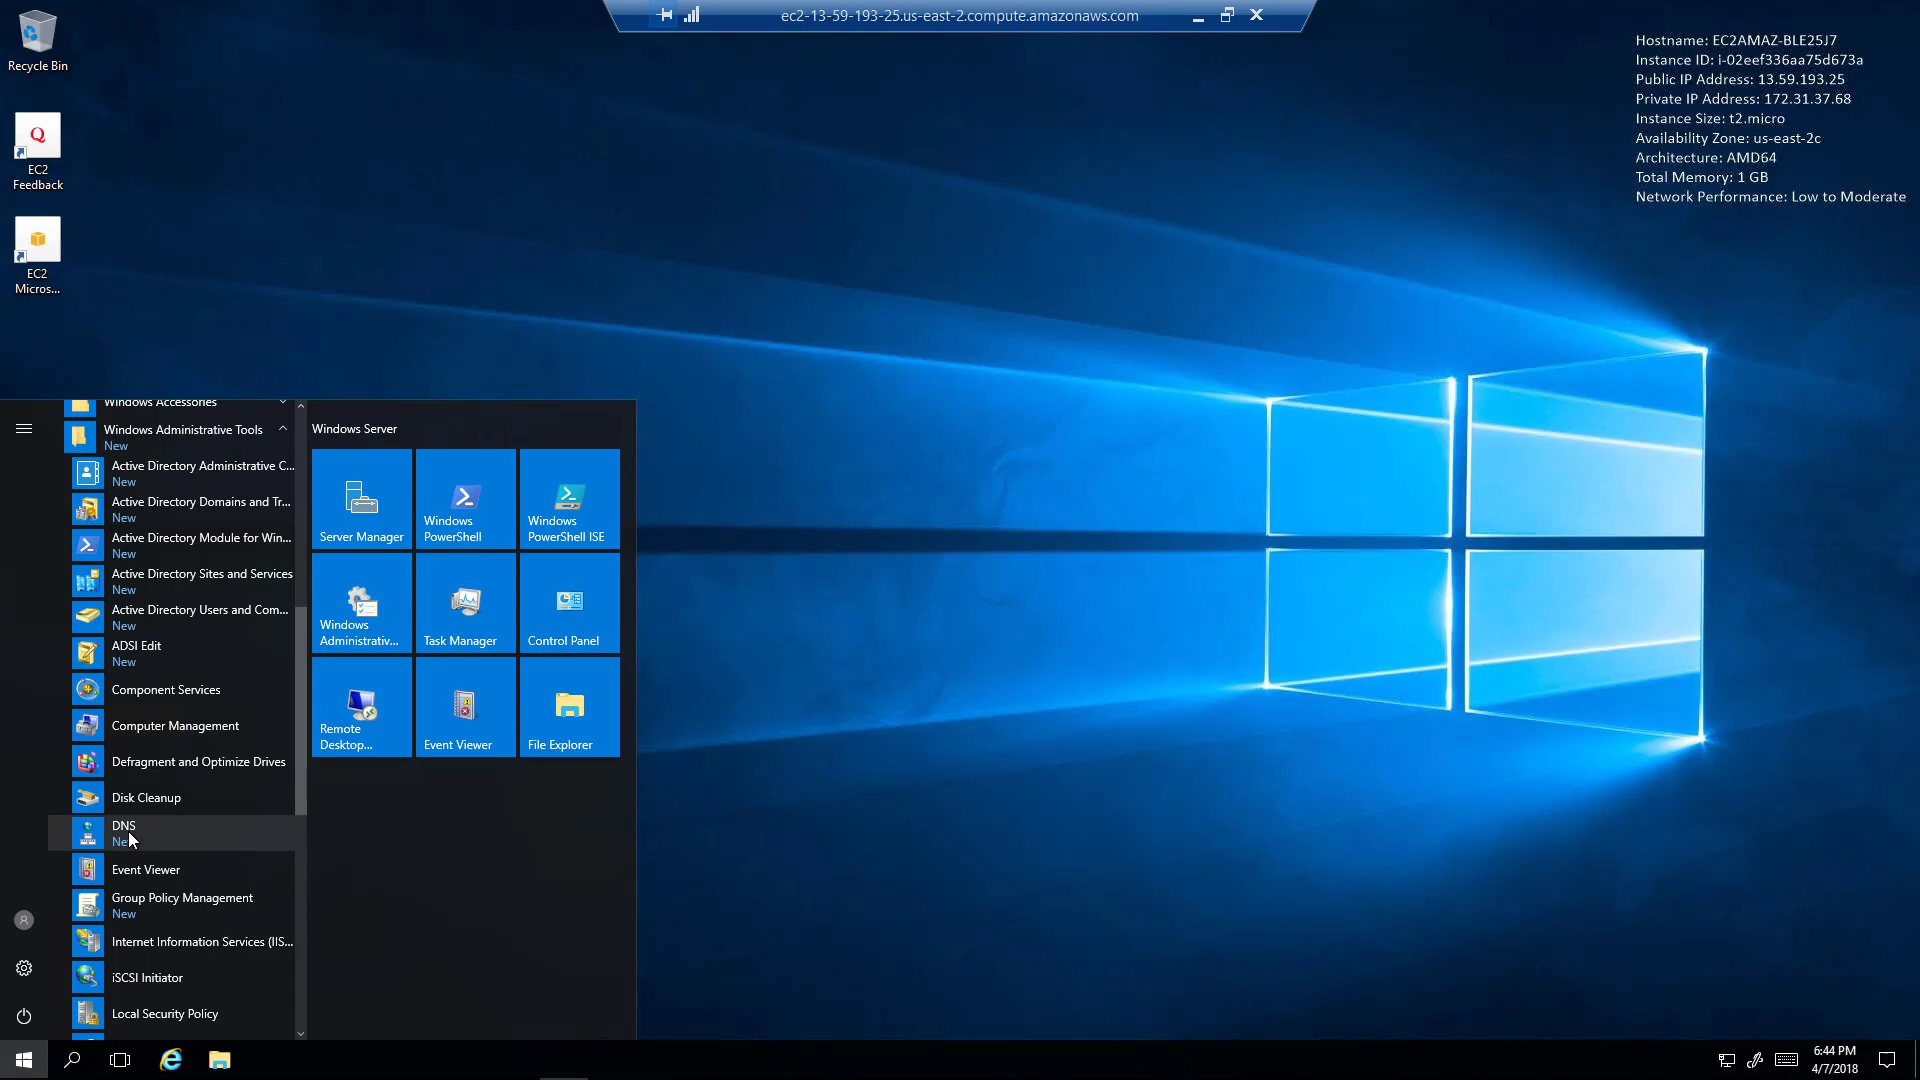 ec2-13-59-193-25.us-east-2.compute.amazonaws.com
Recycle Bin
EC2
Feedback
EC2
Micros...
Hostname: EC2AMAZ-BLE25J7
Instance ID: i-02eef336aa75d673a
Public IP Address: 13.59.193.25
Private IP Address: 172.31.37.68
Instance Size: t2.micro
Availability Zone: us-east-2c
Architecture: AMD64
Total Memory: 1 GB
Network Performance: Low to Moderate
Windows Accessories
Windows Administrative Tools
New
Active Directory Administrative C...
New
Active Directory Domains and Tr...
New
Active Directory Module for Win...
New
Active Directory Sites and Services
New
Active Directory Users and Com...
New
ADSI Edit
New
Component Services
Computer Management
Defragment and Optimize Drives
Disk Cleanup
DNS
New
Event Viewer
Group Policy Management
New
Internet Information Services (IIS...
iSCSI Initiator
Local Security Policy
Windows Server
Server Manager
Windows
PowerShell
Windows
PowerShell ISE
Windows
Administrativ...
Task Manager
Control Panel
Remote
Desktop...
Event Viewer
File Explorer
6:44 PM
4/7/2018